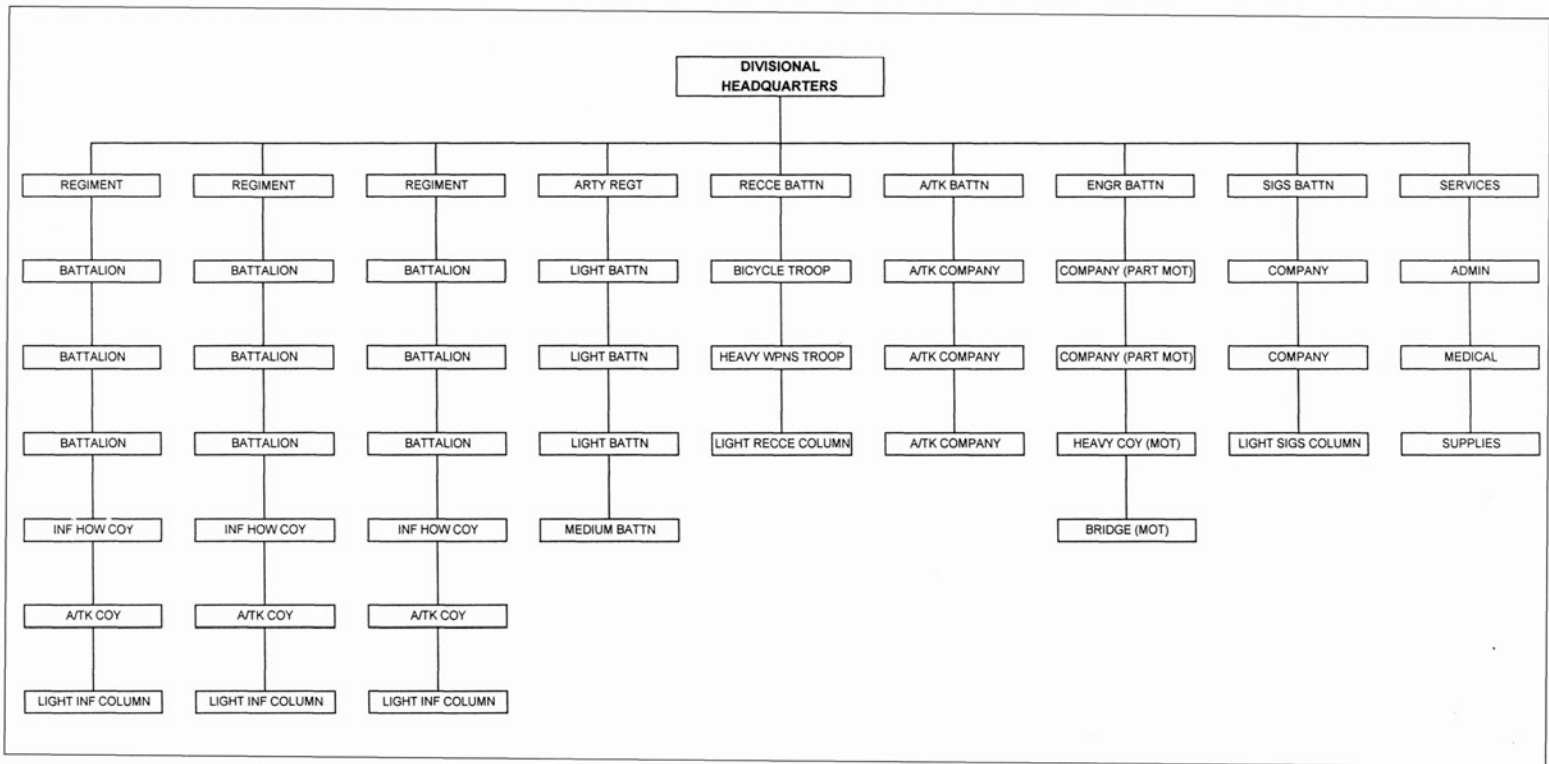 DIVISIONAL
HEADQUARTERS
REGIMENT
REGIMENT
REGIMENT
ARTY REGT
RECCE BATTN
A/TK BATTN
ENGR BATTN
SIGS BATTN
SERVICES
BATTALION
BATTALION
BATTALION
LIGHT BATTN
BICYCLE TROOP
A/TK COMPANY
COMPANY (PART MOT)
COMPANY
ADMIN
BATTALION
BATTALION
BATTALION
LIGHT BATTN
HEAVY WPNS TROOP
A/TK COMPANY
COMPANY (PART MOT)
COMPANY
MEDICAL
BATTALION
BATTALION
BATTALION
LIGHT BATTN
LIGHT RECCE COLUMN
A/TK COMPANY
HEAVY COY (MOT)
LIGHT SIGS COLUMN
SUPPLIES
INF HOW COY
INF HOW COY
INF HOW COY
MEDIUM BATTN
BRIDGE (MOT)
A/TK COY
A/TK COY
A/TK COY
LIGHT INF COLUMN
LIGHT INF COLUMN
LIGHT INF COLUMN